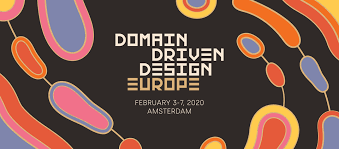 DOMAIN
DRIVEN
DESIGN
EUROPE
FEBRUARY 3-7, 2020
AMSTERDAM